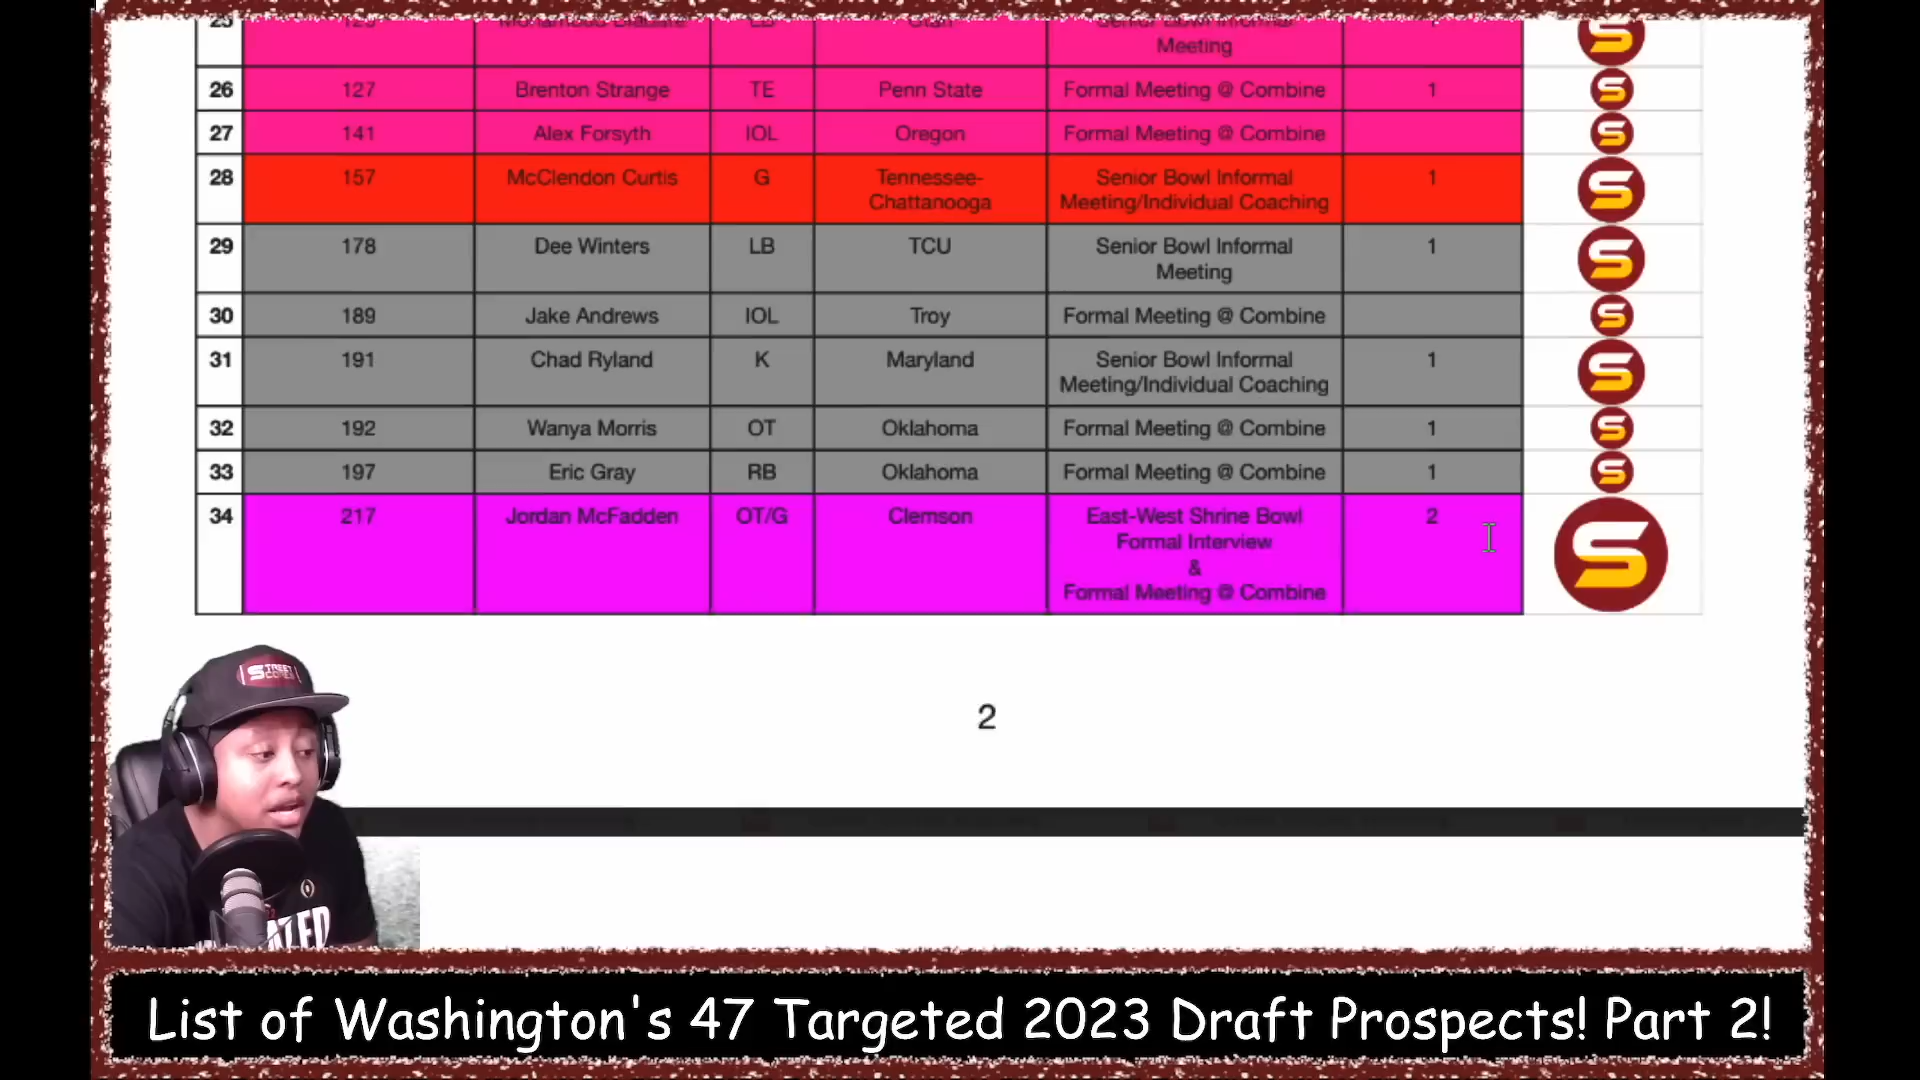 Meeting
26 127 Brenton Strange TE Penn State Formal Meeting @ Combine 1
27 141 Alex Forsyth IOL Oregon Formal Meeting @ Combine
28 157 McClendon Curtis G Tennessee- Senior Bowl Informal 1
Chattanooga Meeting/Individual Coaching
29 178 Dee Winters LB TCU Senior Bowl Informal 1
Meeting
30 189 Jake Andrews IOL Troy Formal Meeting @ Combine
31 191 Chad Ryland K Maryland Senior Bowl Informal 1
Meeting/Individual Coaching
32 192 Wanya Morris OT Oklahoma Formal Meeting @ Combine 1
33 197 Eric Gray RB Oklahoma Formal Meeting @ Combine 1
34 217 Jordan McFadden OT/G Clemson East-West Shrine Bowl 2
Formal Interview
&
Formal Meeting @ Combine
2
STREET
List of Washington's 47 Targeted 2023 Draft Prospects! Part 2!